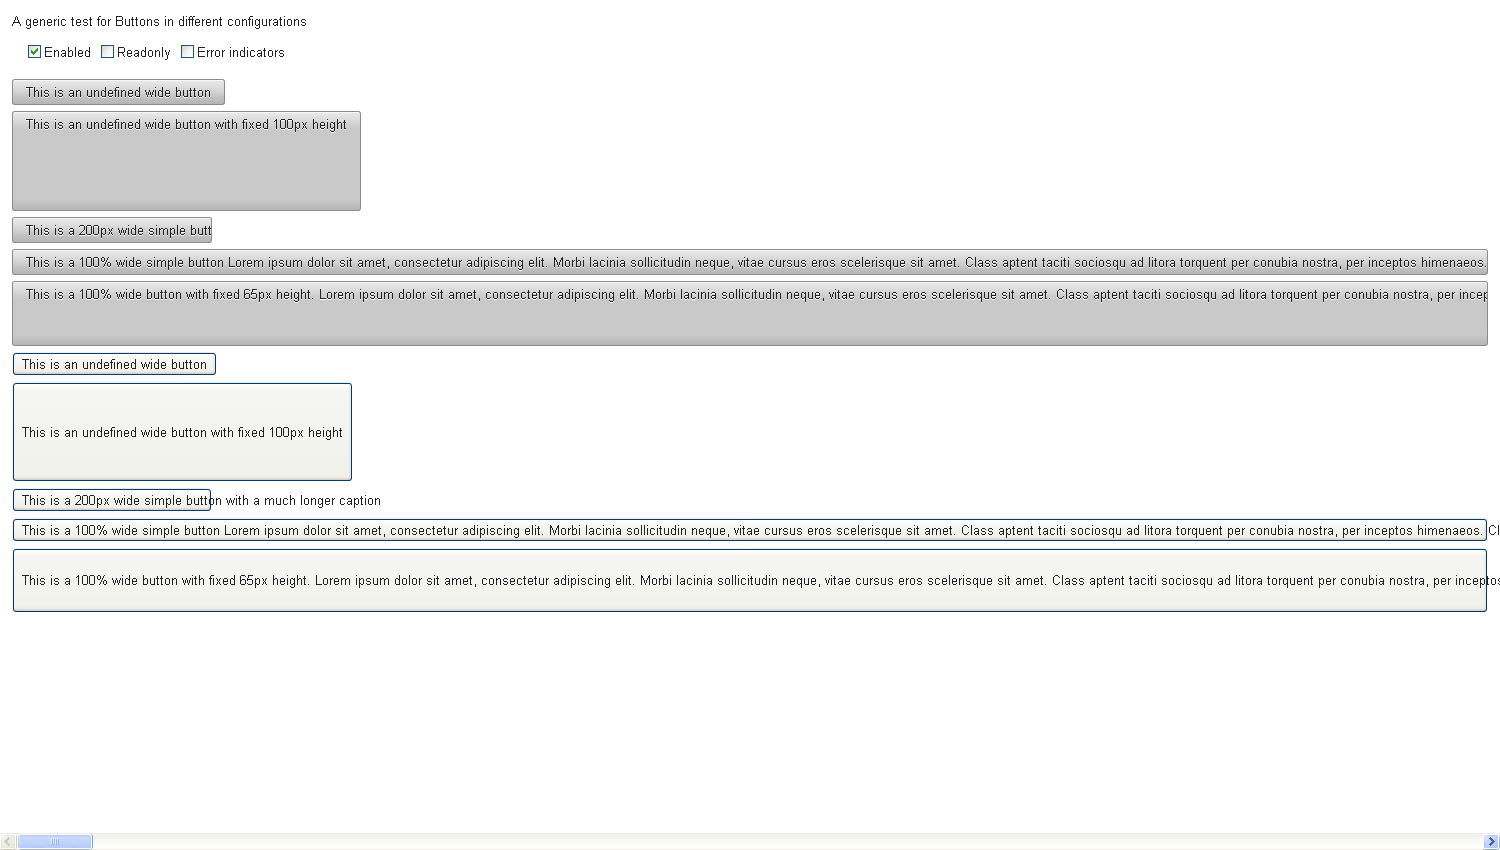 A generic test for Buttons in different configurations
Enabled Readonly Error indicators
This is an undefined wide button
This is an undefined wide button with fixed 100px height
This is a 200px wide simple butt
This is a 100% wide simple button Lorem ipsum dolor sit amet, consectetur adipiscing elit. Morbi lacinia sollicitudin neque, vitae cursus eros scelerisque sit amet. Class aptent taciti sociosqu ad litora torquent per conubia nostra, per inceptos himenaeos.
This is a 100% wide button with fixed 65px height. Lorem ipsum dolor sit amet, consectetur adipiscing elit. Morbi lacinia sollicitudin neque, vitae cursus eros scelerisque sit amet. Class aptent taciti sociosqu ad litora torquent per conubia nostra, per incep
This is an undefined wide button
This is an undefined wide button with fixed 100px height
This is a 200px wide simple button with a much longer caption
This is a 100% wide simple button Lorem ipsum dolor sit amet, consectetur adipiscing elit. Morbi lacinia sollicitudin neque, vitae cursus eros scelerisque sit amet. Class aptent taciti sociosqu ad litora torquent per conubia nostra, per inceptos himenaeos. Cl
This is a 100% wide button with fixed 65px height. Lorem ipsum dolor sit amet, consectetur adipiscing elit. Morbi lacinia sollicitudin neque, vitae cursus eros scelerisque sit amet. Class aptent taciti sociosqu ad litora torquent per conubia nostra, per inceptos